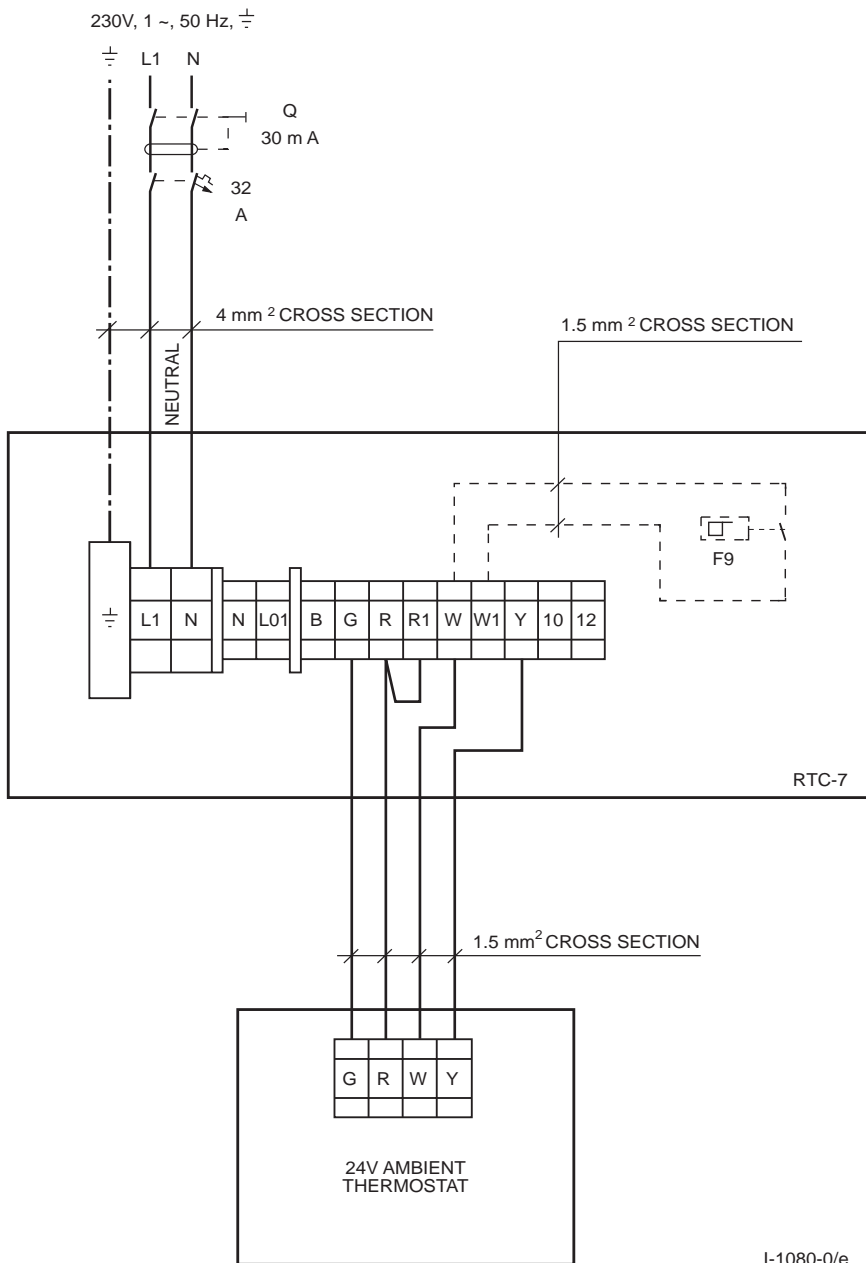 230V, 1 ~, 50 Hz,
L1 N
Q
30 m A
32
A
4 mm 2 CROSS SECTION
1.5 mm 2 CROSS SECTION
NEUTRAL
F9
L1 N N L01 B G R R1 W W1 Y 10 12
RTC-7
1.5 mm2 CROSS SECTION
G R W Y
24V AMBIENT
THERMOSTAT
I-1080-0/e